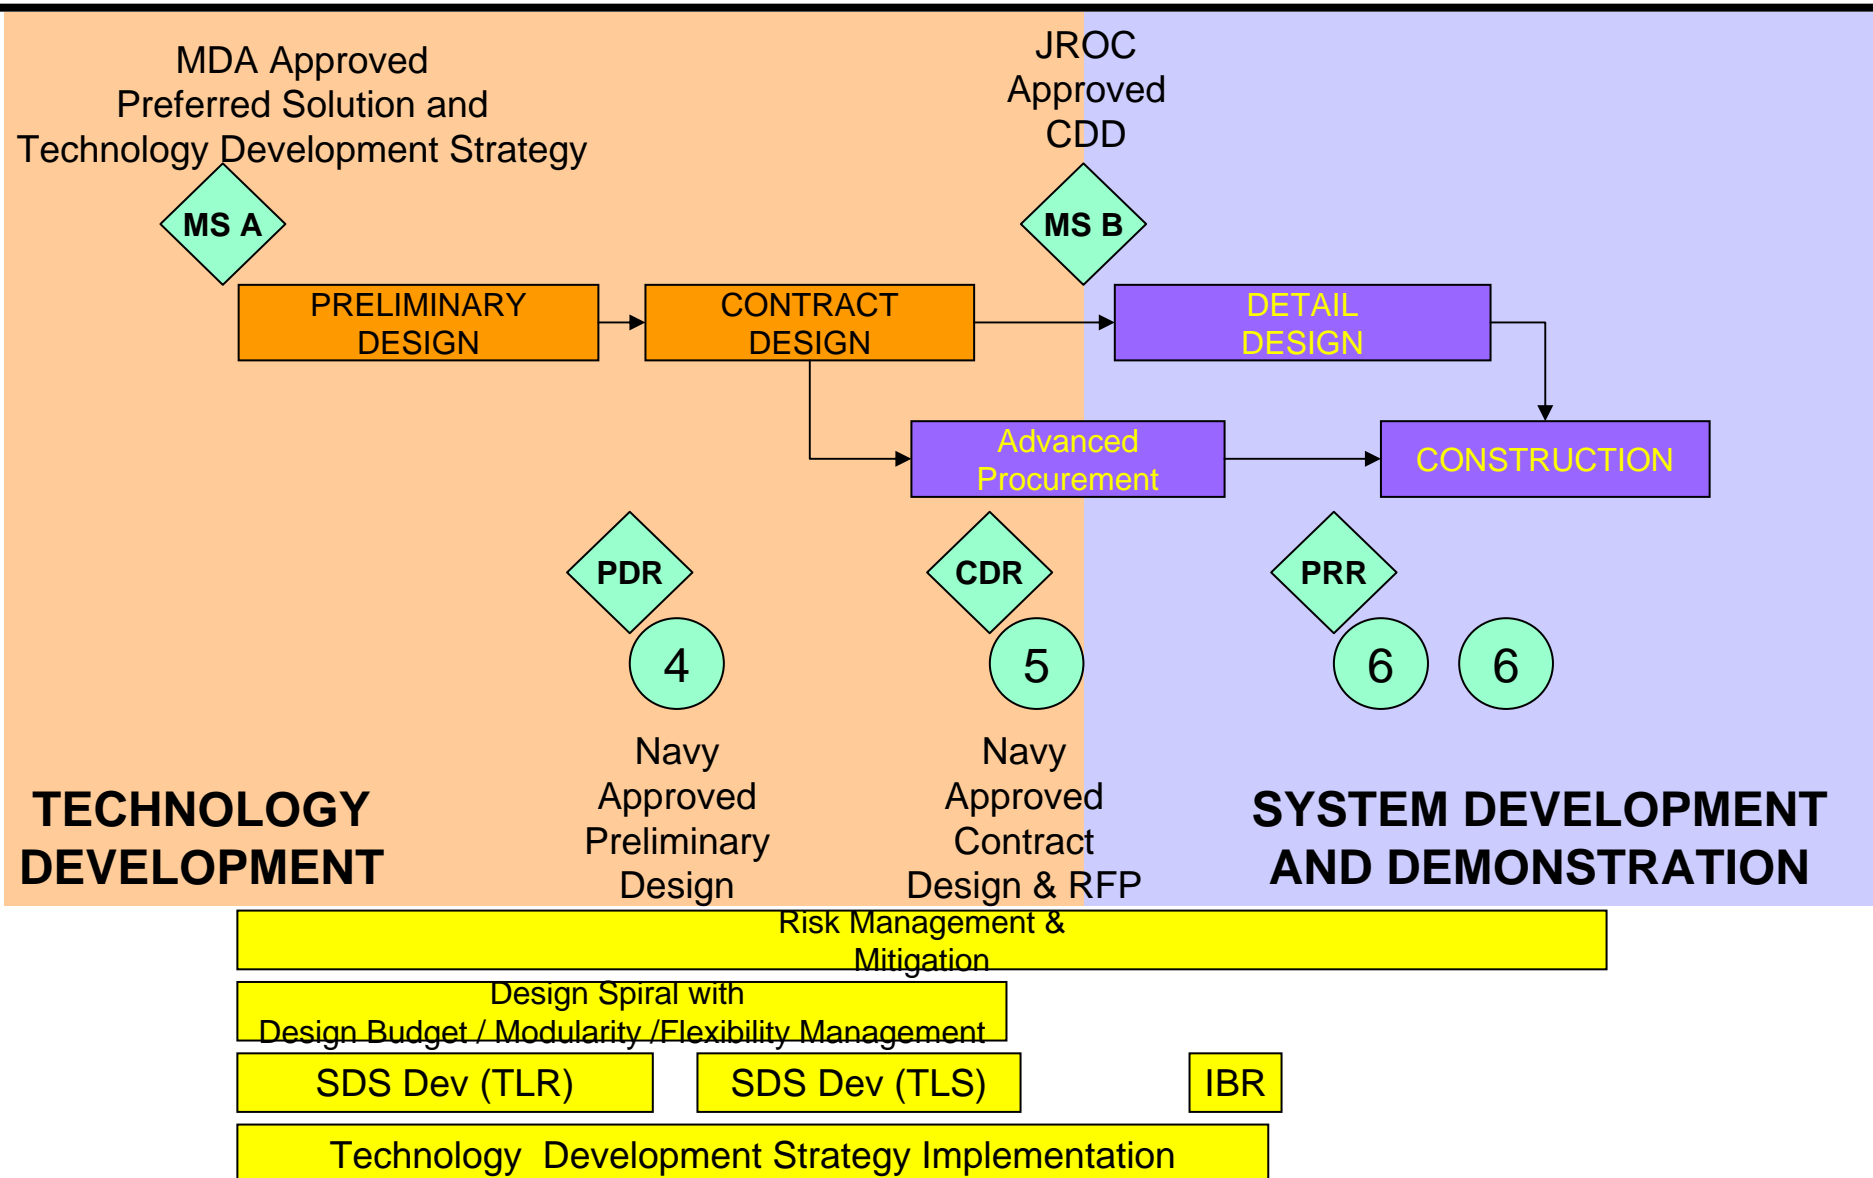 MDA Approved
Preferred Solution and
Technology Development Strategy
JROC
Approved
CDD
MS A
MS B
PRELIMINARY
DESIGN
CONTRACT
DESIGN
DETAIL
DESIGN
Advanced
Procurement
CONSTRUCTION
PDR
CDR
PRR
4
5
6
6
Navy
Approved
Preliminary
Design
Navy
Approved
Contract
Design & RFP
TECHNOLOGY
DEVELOPMENT
SYSTEM DEVELOPMENT
AND DEMONSTRATION
Risk Management &
Mitigation
Design Spiral with
Design Budget / Modularity /Flexibility Management
SDS Dev (TLR)
SDS Dev (TLS)
IBR
Technology Development Strategy Implementation